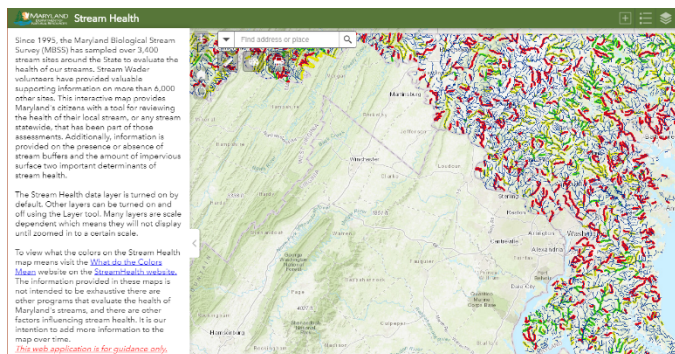 MARYLAND
Stream Health
Find address or place
Since 1995, the Maryland Biological Stream
Survey (MBSS) has sampled over 3,400
stream sites around the State to evaluate the
health of our streams. Stream Wader
volunteers have provided valuable
supporting information on more than 6,000
other sites. This interactive map provides
Maryland's citizens with a tool for reviewing
the health of their local stream, or any stream
statewide, that has been part of those
assessments. Additionally, information is
provided on the presence or absence of
stream buffers and the amount of impervious
surface two important determinants of
stream health.
The Stream Health data layer is turned on by
default. Other layers can be turned on and
off using the Layer tool. Many layers are scale
dependent which means they will not display
until zoomed in to a certain scale.
To view what the colors on the Stream Health
map means visit the What do the Colors
Mean website on the StreamHealth website.
The information provided in these maps is
not intended to be exhaustive there are
other programs that evaluate the health of
Maryland's streams, and there are other
factors influencing stream health. It is our
intention to add more information to the
map over time.
This web application is for guidance only.
Martinsburg
Winchester
Loudoun
Sterling
Washington
Centreville
Alexandria
Dale City
George
Washington
National
Forest
Harrisonburg